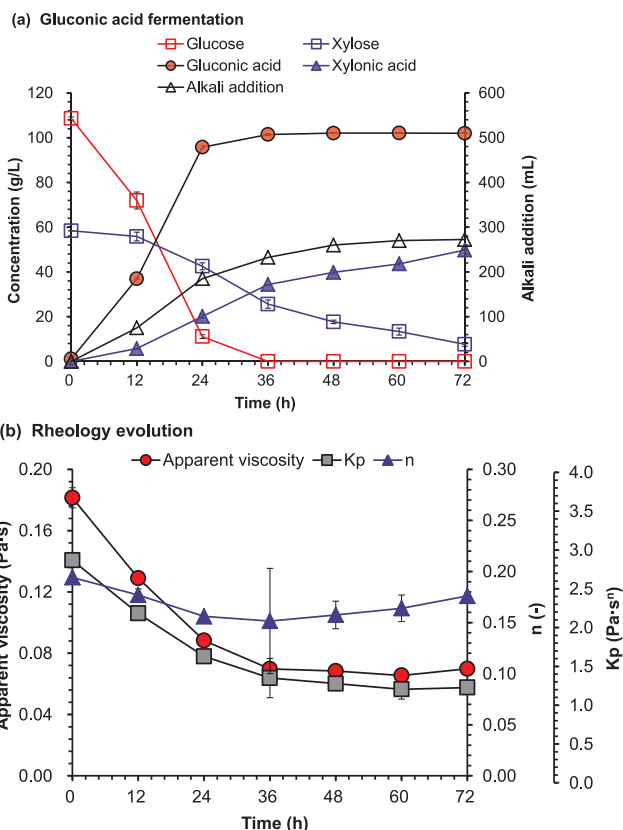 (a) Gluconic acid fermentation
Glucose Xylose
Gluconic acid Xylonic acid
Alkali addition
120 600
100 500
80 400
60 300
40 200
20 100
0 0
Concentration (g/L)
Alkali addition (mL)
0 12 24 36 48 60 72
Time (h)
(b) Rheology evolution
Apparent viscosity Kp n
0.20 0.30 4.0
0.25 3.5
0.16 3.0
0.20 2.5
0.12
0.15 2.0
0.08 1.5
0.10
1.0
0.04 0.05
0.5
0.00 0.00 0.0
Apparent viscosity (Pa·s)
n (-)
Kp (Pa·sⁿ)
0 12 24 36 48 60 72
Time (h)